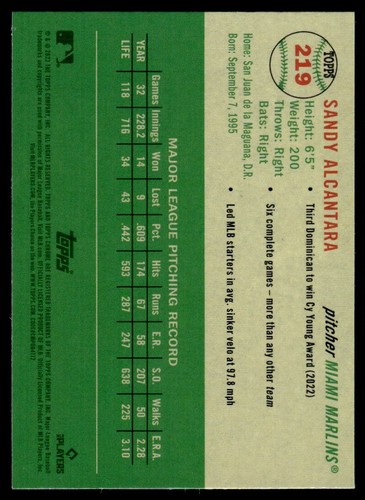 TOPPS
219
SANDY ALCANTARA
pitcher MIAMI MARLINS®
Height: 6'5"
Weight: 200
Throws: Right
Bats: Right
Home: San Juan de la Maguana, D.R.
Born: September 7, 1995
• Third Dominican to win Cy Young Award (2022)
• Six complete games – more than any other team
• Led MLB starters in avg. sinker velo at 97.8 mph
MAJOR LEAGUE PITCHING RECORD
Games Innings Won Lost Pct. Hits Runs E.R. S.O. Walks E.R.A.
YEAR 32 228.2 14 9 .609 174 67 58 207 50 2.28
LIFE 118 716 34 43 .442 593 287 247 638 225 3.10
topps
PLAYERS